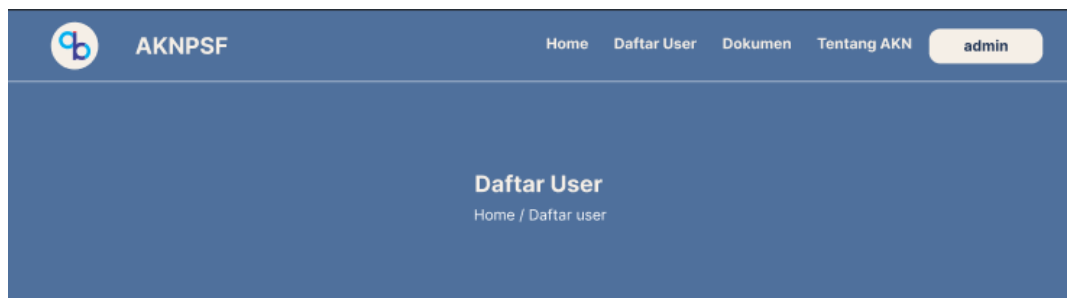 AKNPSF Home Daftar User Dokumen Tentang AKN admin
Daftar User
Home / Daftar user